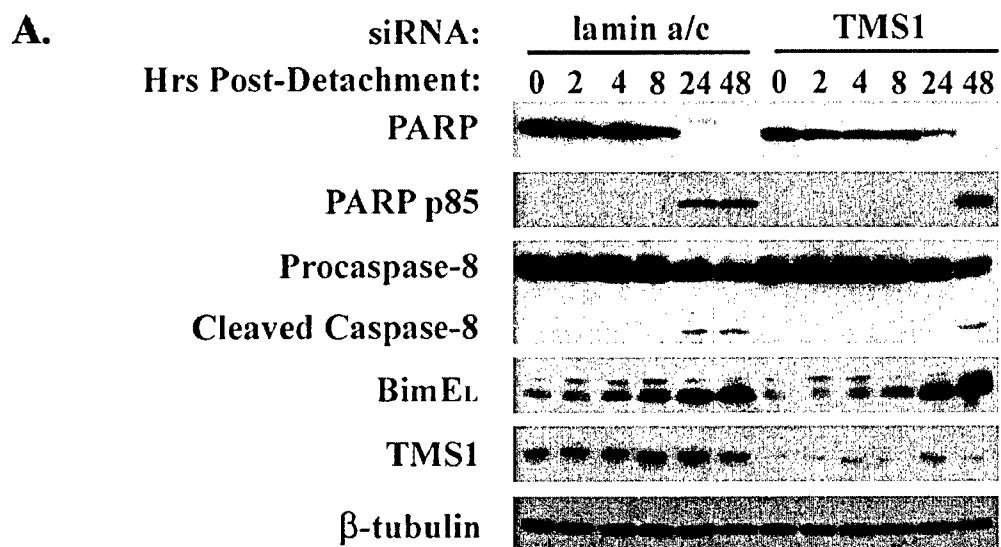 A.
siRNA: lamin a/c TMS1
Hrs Post-Detachment: 0 2 4 8 24 48 0 2 4 8 24 48
PARP
PARP p85
Procaspase-8
Cleaved Caspase-8
BimEL
TMS1
β-tubulin